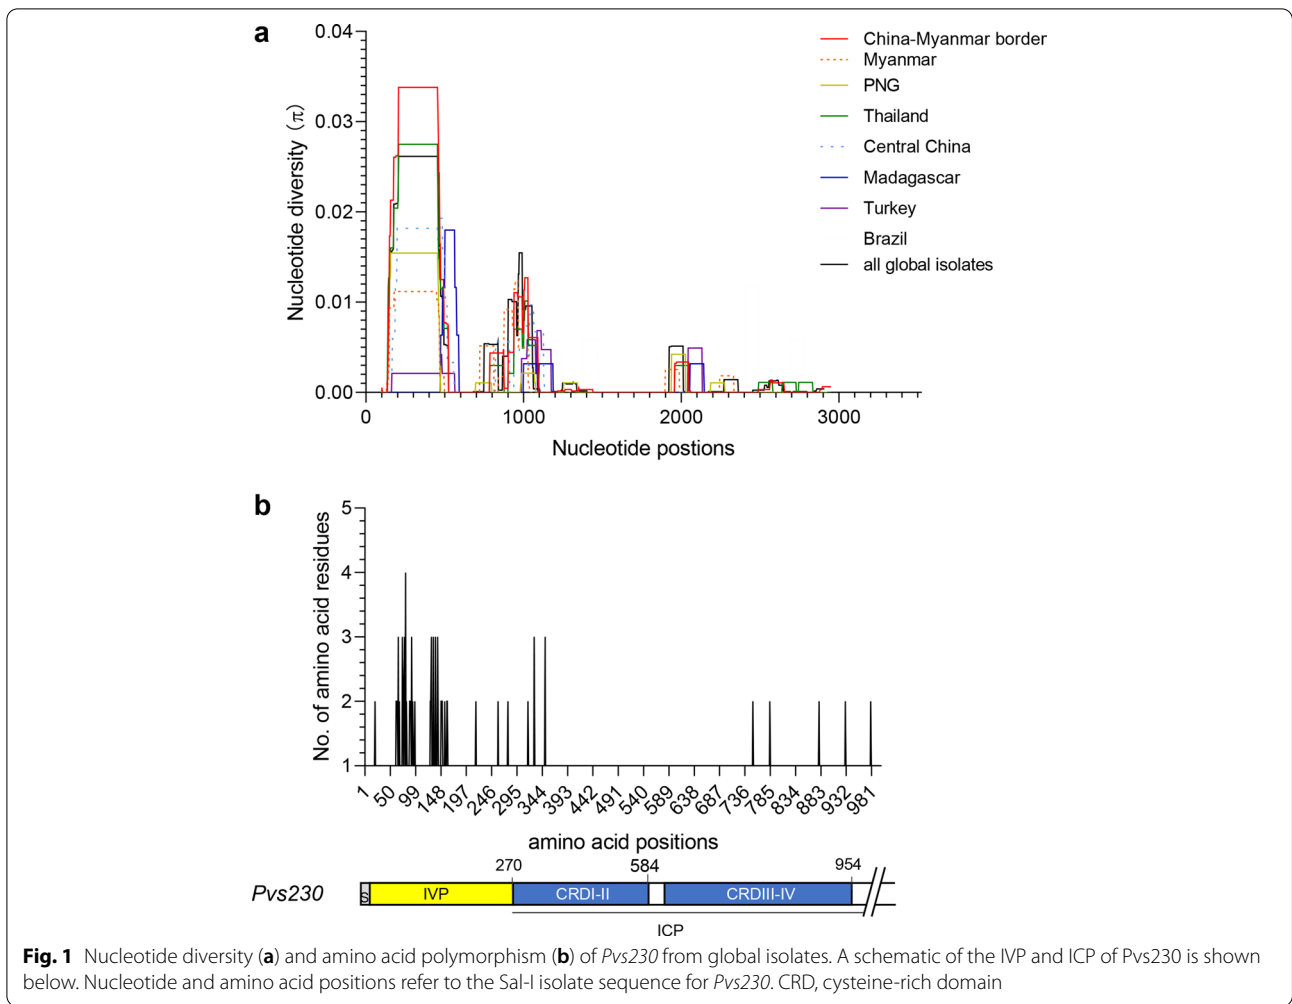 a
0.04
0.03
0.02
0.01
0.00
Nucleotide diversity (π)
0
1000
2000
3000
Nucleotide postions
China-Myanmar border
Myanmar
PNG
Thailand
Central China
Madagascar
Turkey
Brazil
all global isolates
b
5
4
3
2
1
No. of amino acid residues
1 50 99 148 197 246 295 344 393 442 491 540 589 638 687 736 785 834 883 932 981
amino acid positions
270 584 954
Pvs230
S IVP CRDI-II CRDIII-IV
ICP
Fig. 1 Nucleotide diversity (a) and amino acid polymorphism (b) of Pvs230 from global isolates. A schematic of the IVP and ICP of Pvs230 is shown
below. Nucleotide and amino acid positions refer to the Sal-I isolate sequence for Pvs230. CRD, cysteine-rich domain